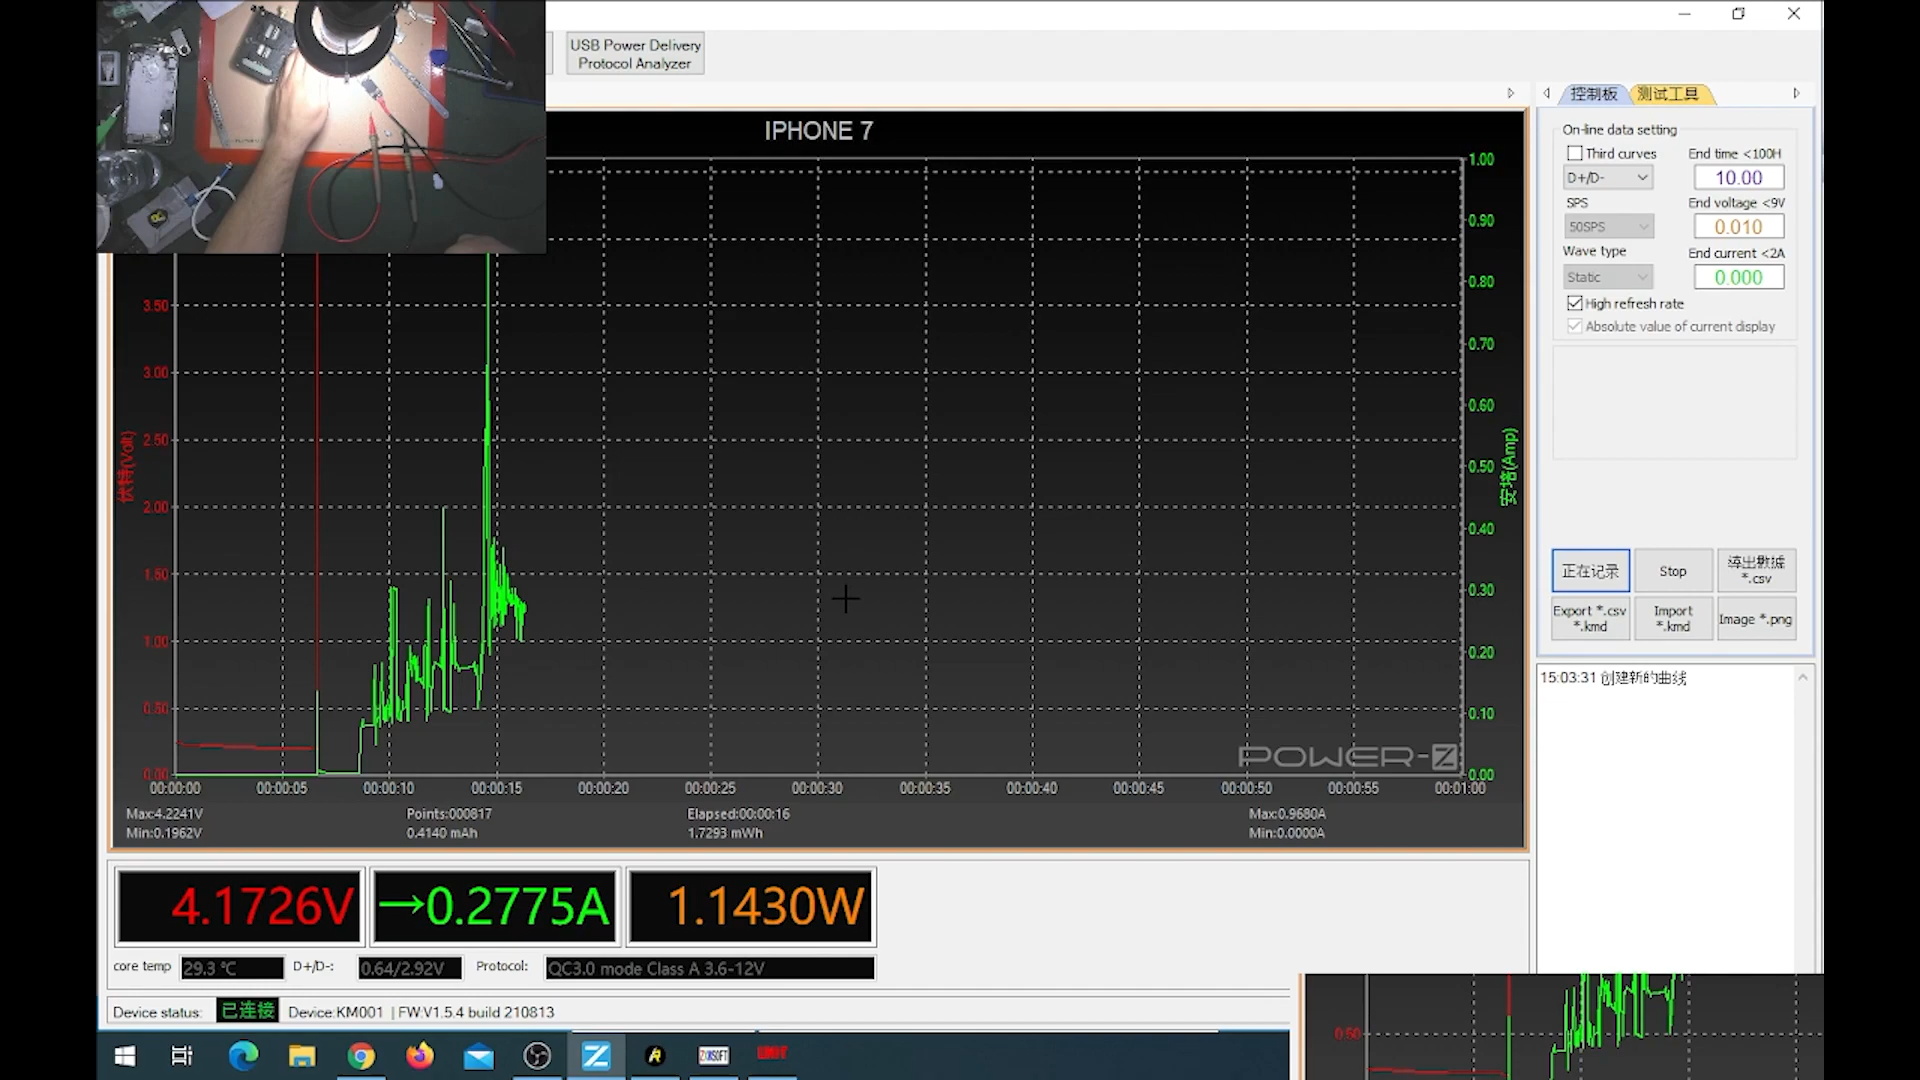 USB Power Delivery
Protocol Analyzer
IPHONE 7
控制板
测试工具
On-line data setting
Third curves
End time <100H
D+/D-
10.00
SPS
End voltage <9V
50SPS
0.010
Wave type
End current <2A
Static
0.000
High refresh rate
Absolute value of current display
3.50
3.00
2.50
2.00
1.50
1.00
0.50
0.00
伏特(Volt)
1.00
0.90
0.80
0.70
0.60
0.50
0.40
0.30
0.20
0.10
0.00
安培(Amp)
POWER-Z
00:00:00 00:00:05 00:00:10 00:00:15 00:00:20 00:00:25 00:00:30 00:00:35 00:00:40 00:00:45 00:00:50 00:00:55 00:01:00
Max:4.2241V Points:000817 Elapsed:00:00:16 Max:0.9680A
Min:0.1962V 0.4140 mAh 1.7293 mWh Min:0.0000A
正在记录
Stop
*.csv
Export *.csv
*.kmd
Import
*.kmd
Image *.png
15:03:31 创建新的曲线
4.1726V
→0.2775A
1.1430W
core temp 29.3 °C D+/D-: 0.64/2.92V Protocol: QC3.0 mode Class A 3.6-12V
Device status: 已连接 Device:KM001 | FW:V1.5.4 build 210813
ZXWSOFT
0.50